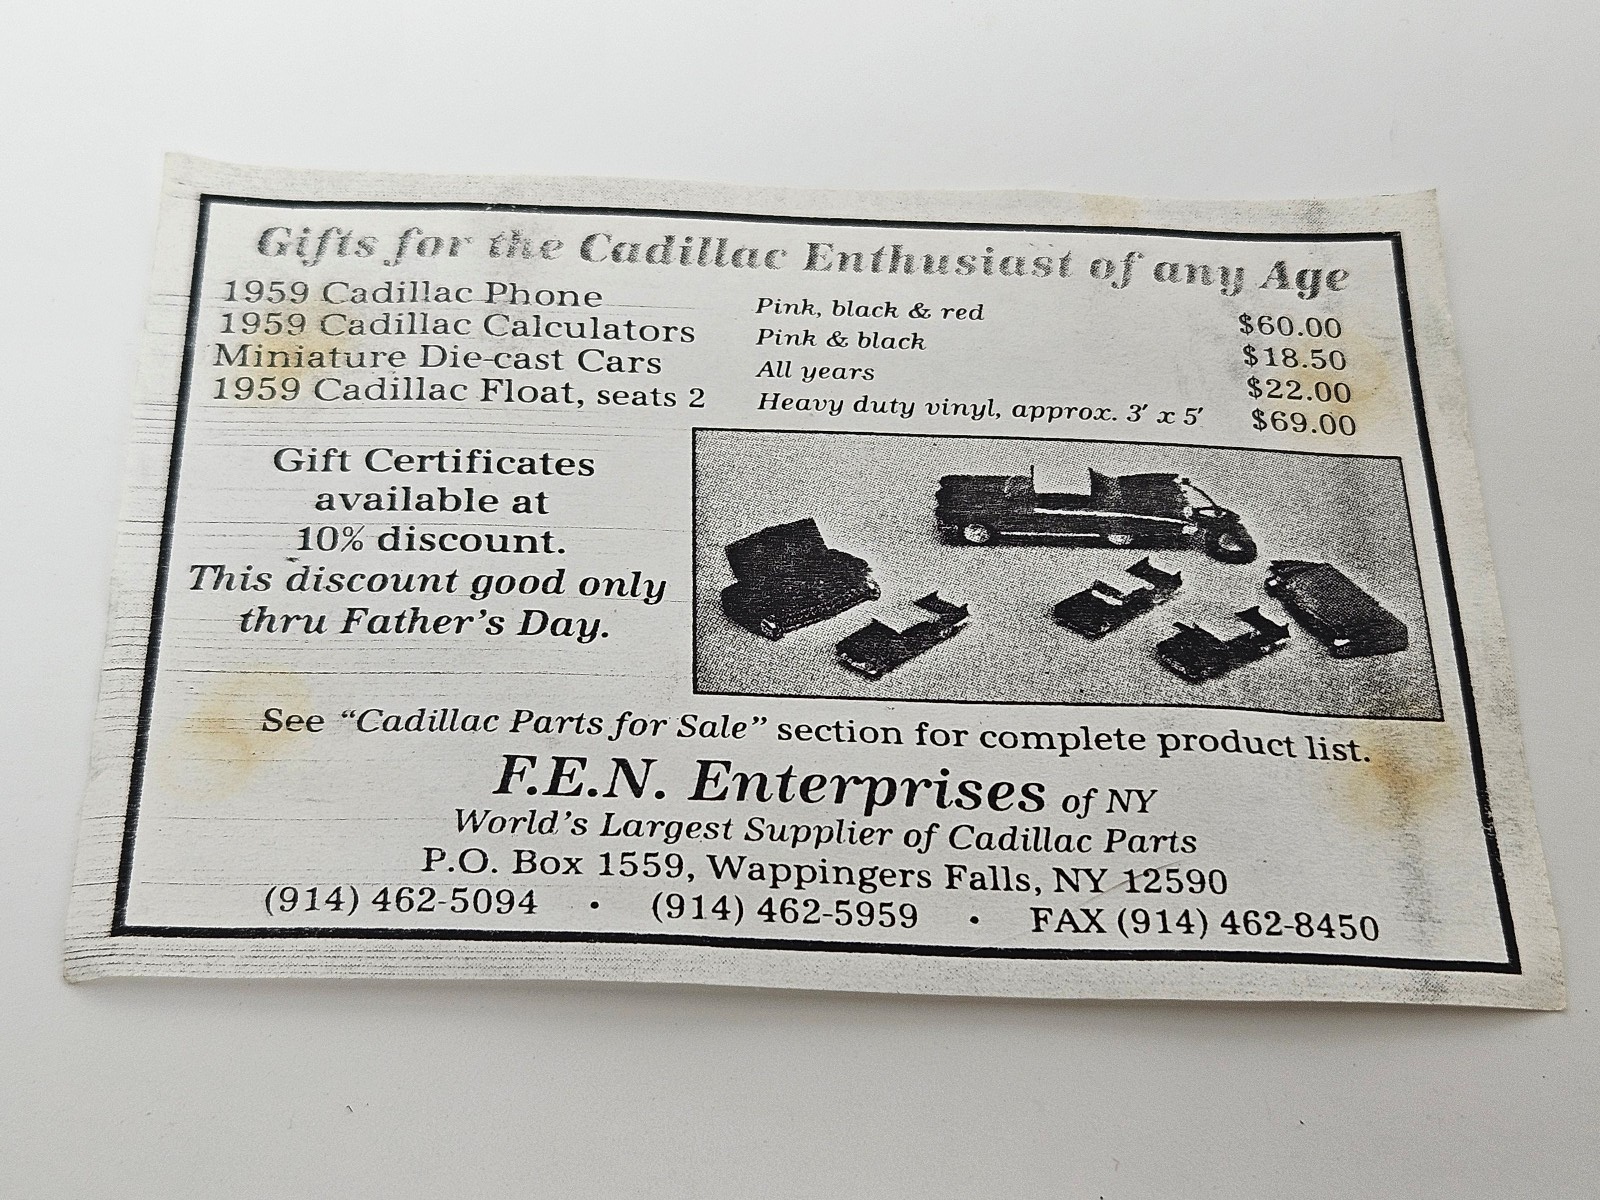 Gifts for the Cadillac Enthusiast of any Age
1959 Cadillac Phone Pink, black & red $60.00
1959 Cadillac Calculators Pink & black $18.50
Miniature Die-cast Cars All years $22.00
1959 Cadillac Float, seats 2 Heavy duty vinyl, approx. 3' x 5' $69.00
Gift Certificates
available at
10% discount.
This discount good only
thru Father's Day.
See "Cadillac Parts for Sale" section for complete product list.
F.E.N. Enterprises of NY
World's Largest Supplier of Cadillac Parts
P.O. Box 1559, Wappingers Falls, NY 12590
(914) 462-5094 • (914) 462-5959 • FAX (914) 462-8450